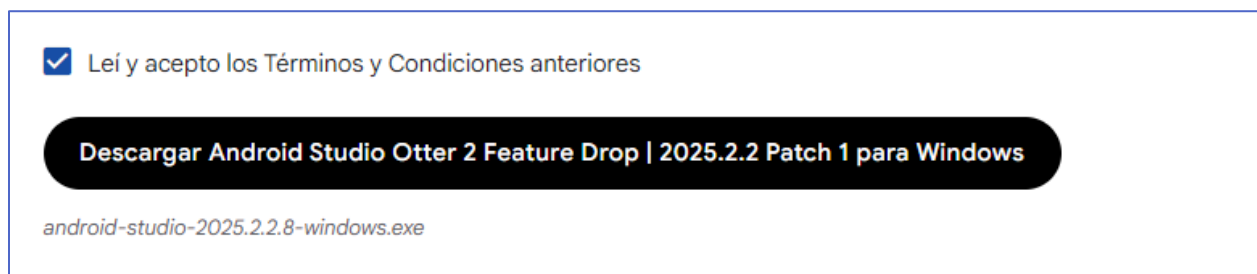 Leí y acepto los Términos y Condiciones anteriores
Descargar Android Studio Otter 2 Feature Drop | 2025.2.2 Patch 1 para Windows
android-studio-2025.2.2.8-windows.exe